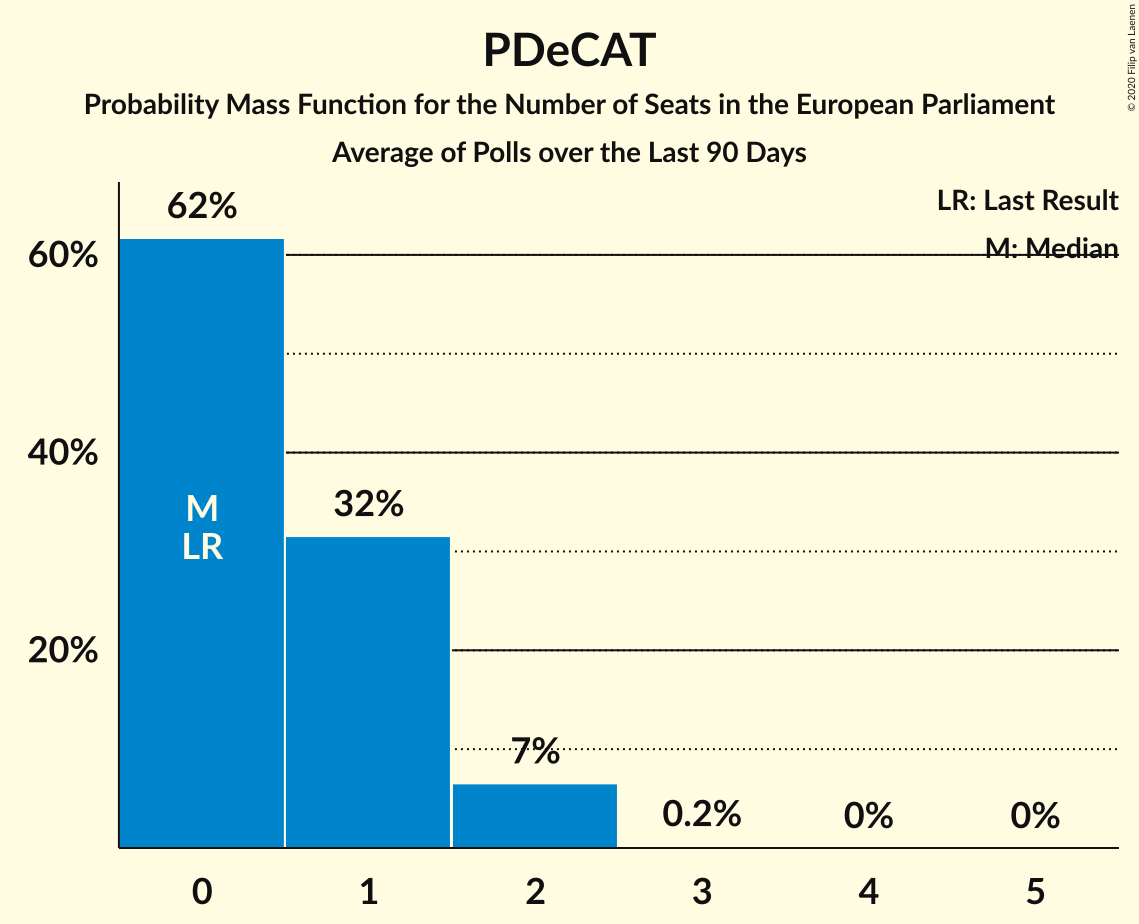 PDeCAT
Probability Mass Function for the Number of Seats in the European Parliament
Average of Polls over the Last 90 Days
© 2020 Filip van Laenen
LR: Last Result
M: Median
62%
60%
40%
32%
M
LR
20%
7%
0.2%
0%
0%
0 1 2 3 4 5